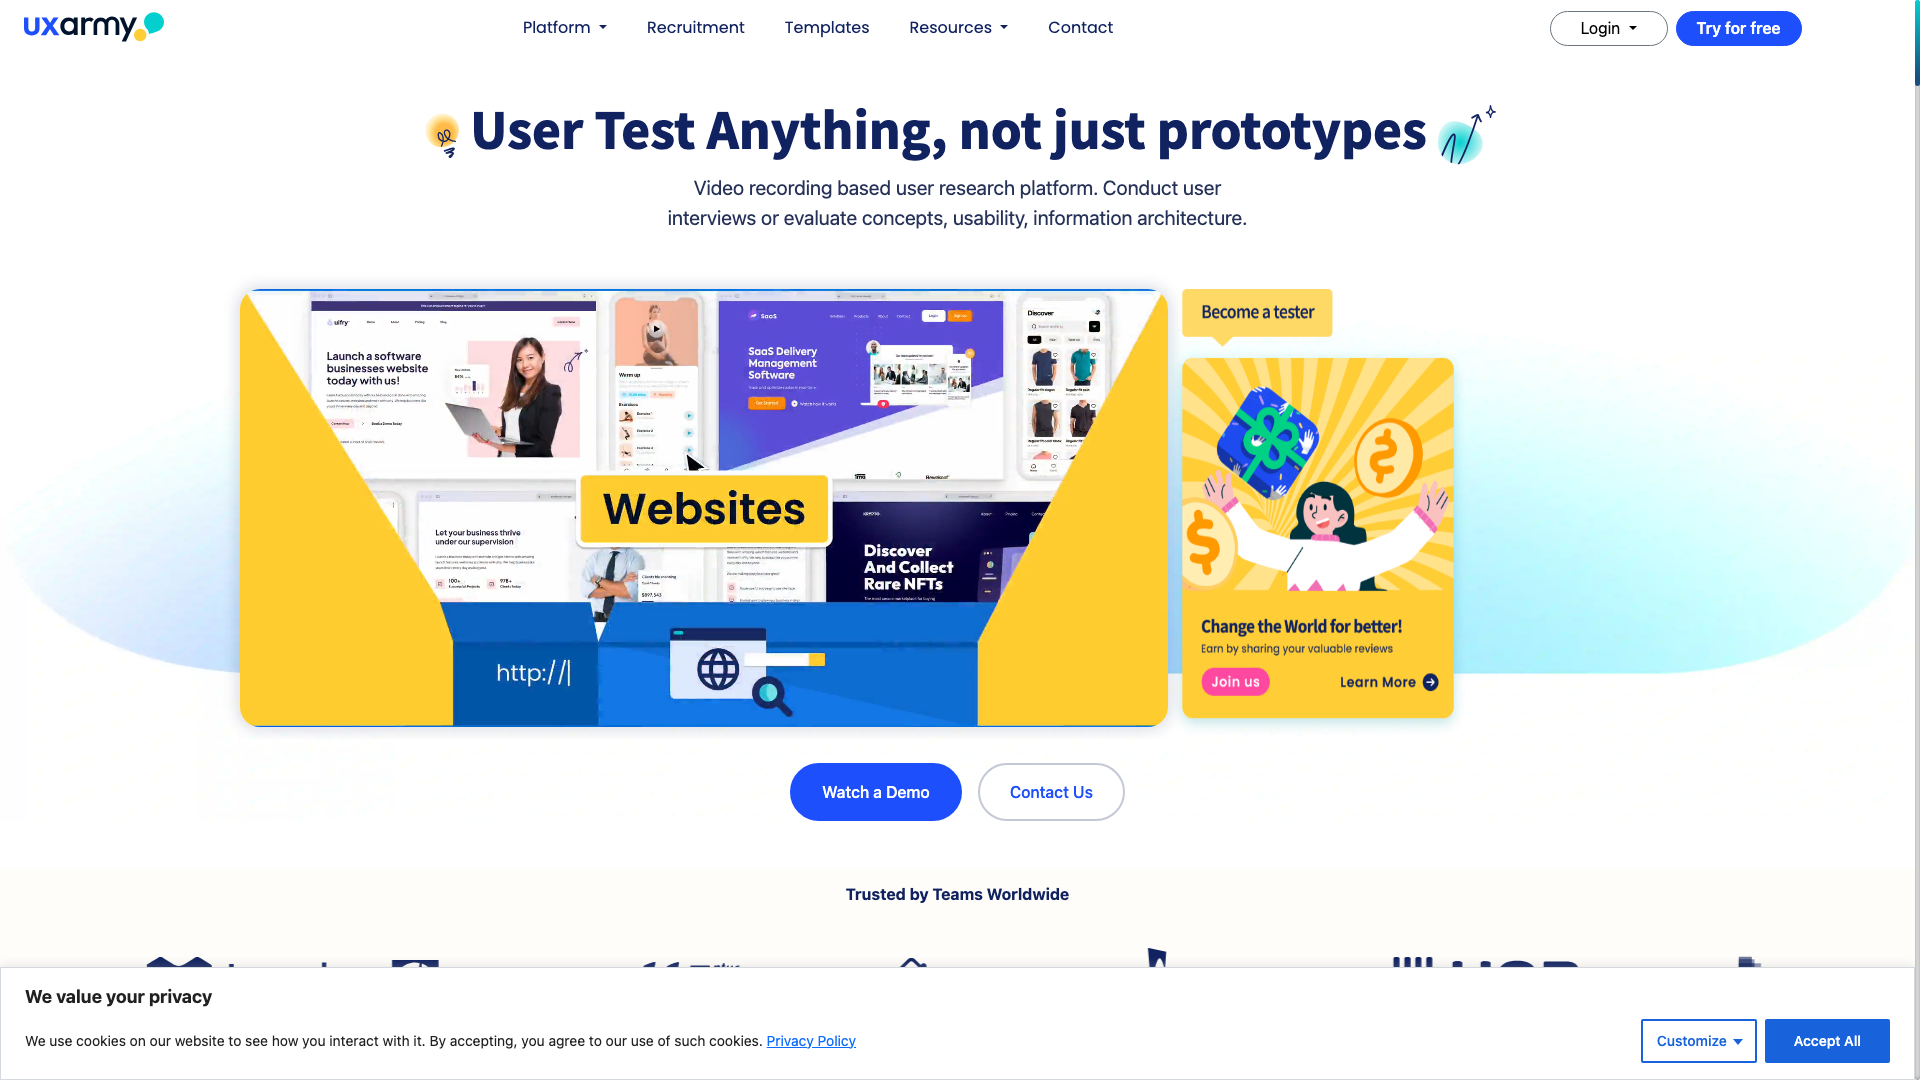 uxarmy
Platform
Recruitment
Templates
Resources
Contact
Login
Try for free
User Test Anything, not just prototypes
Video recording based user research platform. Conduct user
interviews or evaluate concepts, usability, information architecture.
Launch a software
businesses website
today with us!
Warm up
SaaS
SaaS Delivery
Management
Software
Discover
Websites
Let your business thrive
under our supervision
100+
$897,543
Discover
And Collect
Rare NFTs
http://|
Become a tester
Change the World for better!
Earn by sharing your valuable reviews
Join us
Learn More
Watch a Demo
Contact Us
Trusted by Teams Worldwide
We value your privacy
We use cookies on our website to see how you interact with it. By accepting, you agree to our use of such cookies. Privacy Policy
Customize
Accept All